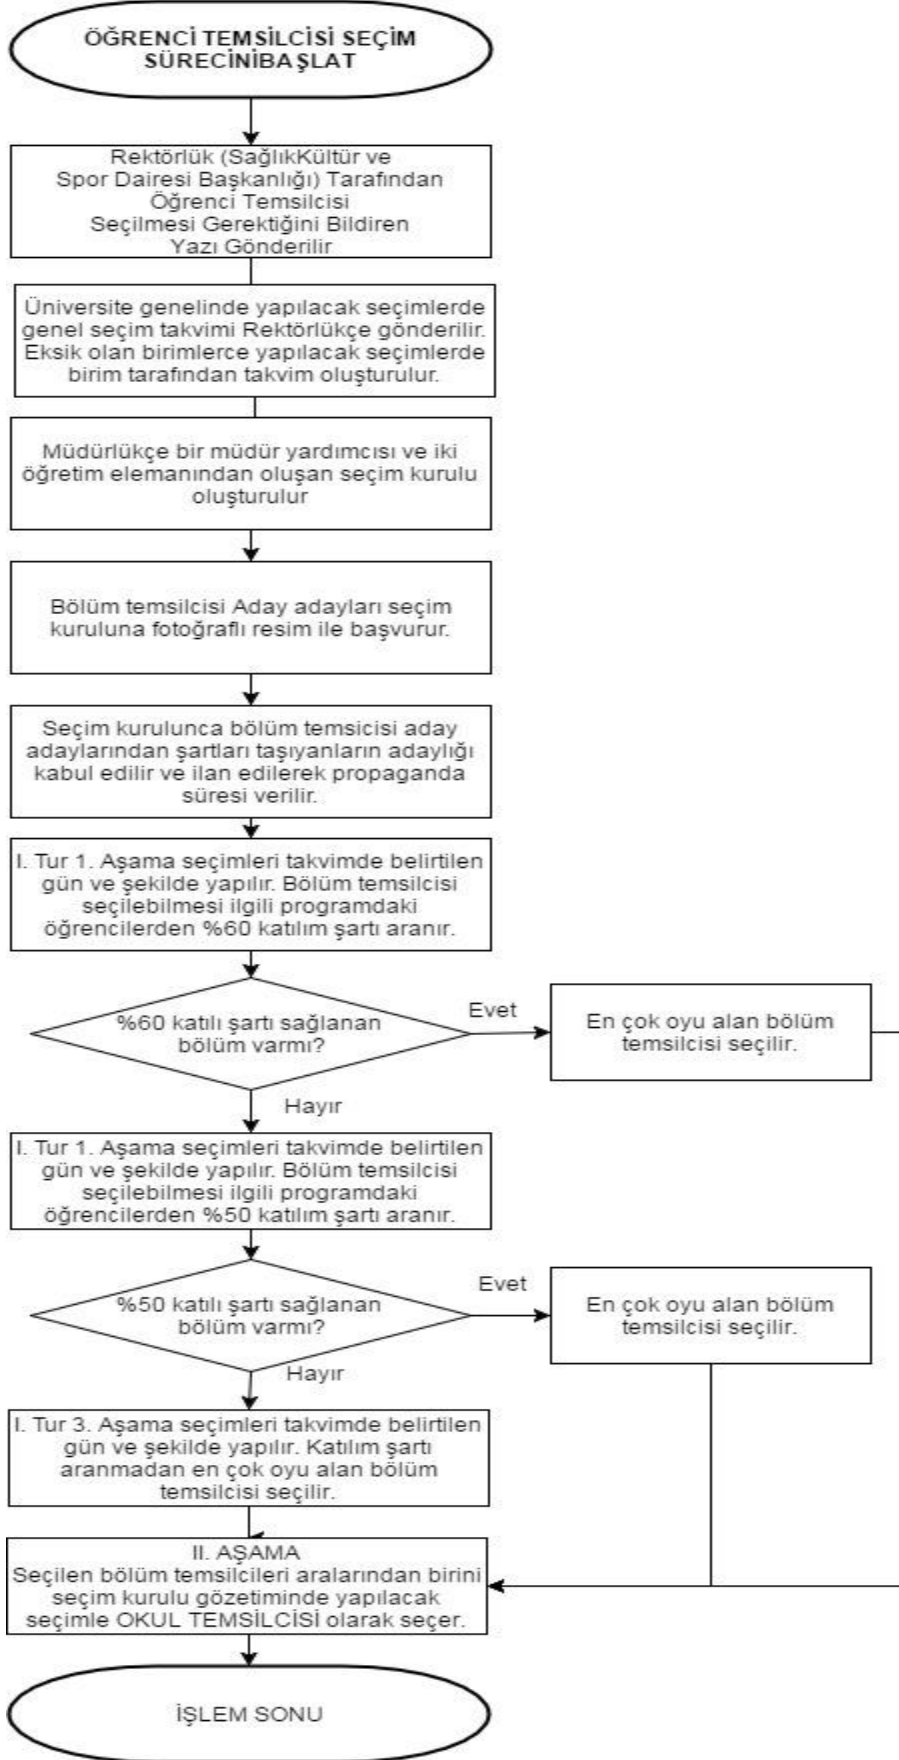 ÖĞRENCİ TEMSİLCİSİ SEÇİM
SÜRECİNİBAŞLAT
Rektörlük (SağlıkKültür ve
Spor Dairesi Başkanlığı) Tarafından
Öğrenci Temsilcisi
Seçilmesi Gerektiğini Bildiren
Yazı Gönderilir
Üniversite genelinde yapılacak seçimlerde
genel seçim takvimi Rektörlükçe gönderilir.
Eksik olan birimlerce yapılacak seçimlerde
birim tarafından takvim oluşturulur.
Müdürlükçe bir müdür yardımcısı ve iki
öğretim elemanından oluşan seçim kurulu
oluşturulur
Bölüm temsilcisi Aday adayları seçim
kuruluna fotoğraflı resim ile başvurur.
Seçim kurulunca bölüm temsicisi aday
adaylarından şartları taşıyanların adaylığı
kabul edilir ve ilan edilerek propaganda
süresi verilir.
I. Tur 1. Aşama seçimleri takvimde belirtilen
gün ve şekilde yapılır. Bölüm temsilcisi
seçilebilmesi ilgili programdaki
öğrencilerden %60 katılım şartı aranır.
%60 katılı şartı sağlanan
bölüm varmı?
Evet
En çok oyu alan bölüm
temsilcisi seçilir.
Hayır
I. Tur 1. Aşama seçimleri takvimde belirtilen
gün ve şekilde yapılır. Bölüm temsilcisi
seçilebilmesi ilgili programdaki
öğrencilerden %50 katılım şartı aranır.
%50 katılı şartı sağlanan
bölüm varmı?
Evet
En çok oyu alan bölüm
temsilcisi seçilir.
Hayır
I. Tur 3. Aşama seçimleri takvimde belirtilen
gün ve şekilde yapılır. Katılım şartı
aranmadan en çok oyu alan bölüm
temsilcisi seçilir.
II. AŞAMA
Seçilen bölüm temsilcileri aralarından birini
seçim kurulu gözetiminde yapılacak
seçimle OKULU TEMSİLCİSİ olarak seçer.
İŞLEM SONU